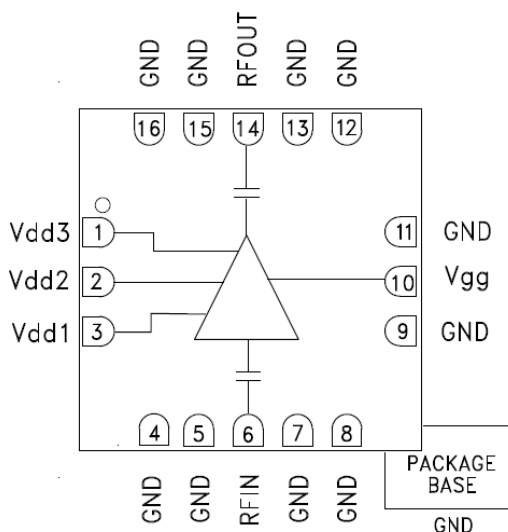 GND GND RFOUT GND GND
16 15 14 13 12
Vdd3 1 11 GND
Vdd2 2 10 Vgg
Vdd1 3 9 GND
4 5 6 7 8
GND GND RFIN GND GND
PACKAGE
BASE
GND